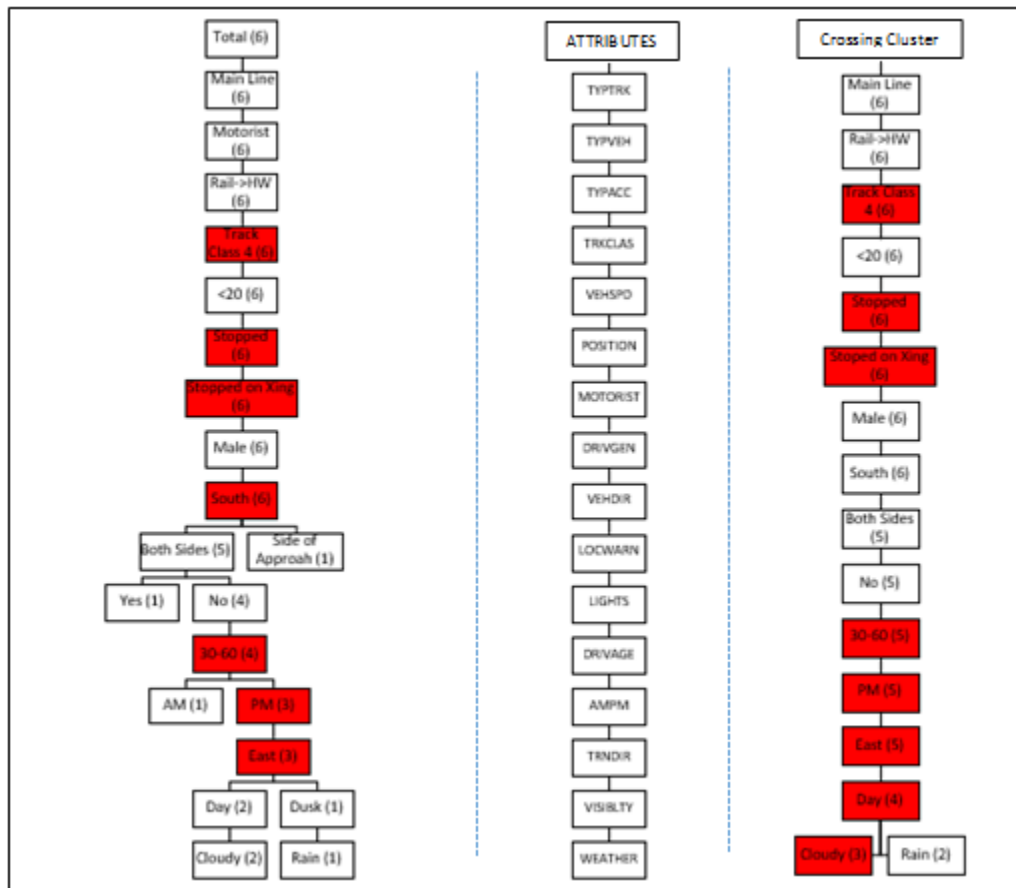 Total (6)
Main Line
(6)
Motorist
(6)
Rail->HW
(6)
Track
Class 4 (6)
<20 (6)
Stopped
(6)
Stopped on Xing
(6)
Male (6)
South (6)
Both Sides (5)
Side of
Approah (1)
Yes (1)
No (4)
30-60 (4)
AM (1)
PM (3)
East (3)
Day (2)
Dusk (1)
Cloudy (2)
Rain (1)
ATTRIBUTES
TYPTRK
TYPVEH
TYPACC
TRKCLAS
VEHSPD
POSITION
MOTORIST
DRIVGEN
VEHDIR
LOCWARN
LIGHTS
DRIVAGE
AMPM
TRNDIR
VISIBLTY
WEATHER
Crossing Cluster
Main Line
(6)
Rail->HW
(6)
Track Class
4 (6)
<20 (6)
Stopped
(6)
Stoped on Xing
(6)
Male (6)
South (6)
Both Sides
(5)
No (5)
30-60 (5)
PM (5)
East (5)
Day (4)
Cloudy (3)
Rain (2)